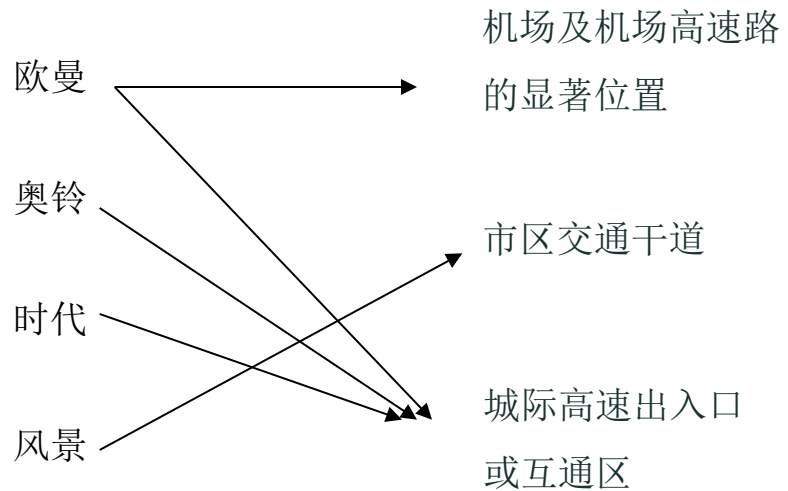 欧曼
奥铃
时代
风景
机场及机场高速路
的显著位置
市区交通干道
城际高速出入口
或互通区